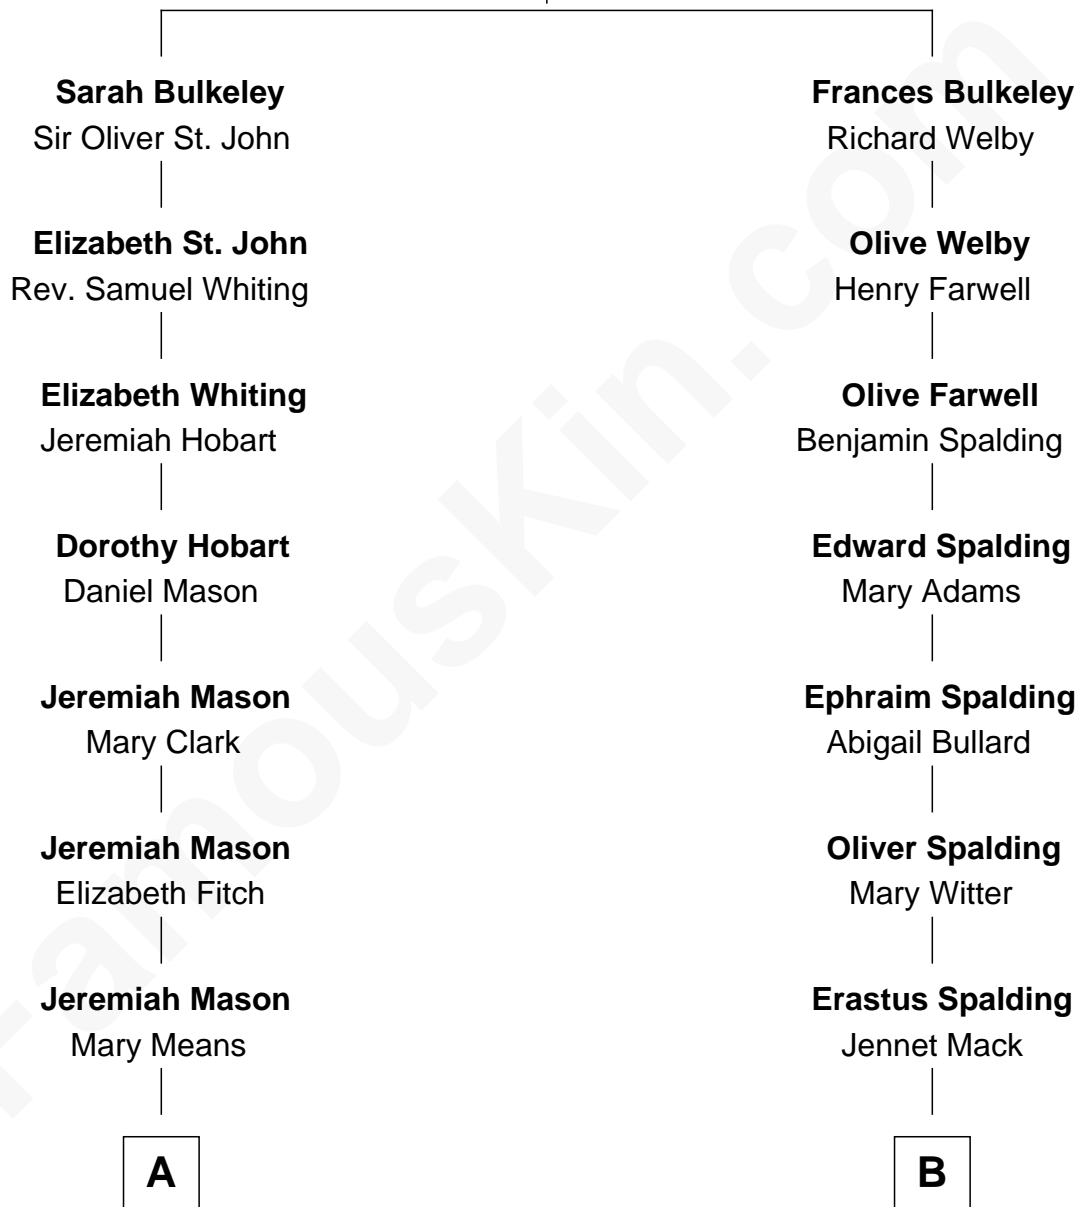 Sarah Bulkeley
Sir Oliver St. John
Elizabeth St. John
Rev. Samuel Whiting
Elizabeth Whiting
Jeremiah Hobart
Dorothy Hobart
Daniel Mason
Jeremiah Mason
Mary Clark
Jeremiah Mason
Elizabeth Fitch
Jeremiah Mason
Mary Means
A
Frances Bulkeley
Richard Welby
Olive Welby
Henry Farwell
Olive Farwell
Benjamin Spalding
Edward Spalding
Mary Adams
Ephraim Spalding
Abigail Bullard
Oliver Spalding
Mary Witter
Erastus Spalding
Jennet Mack
B
FamousKin.com